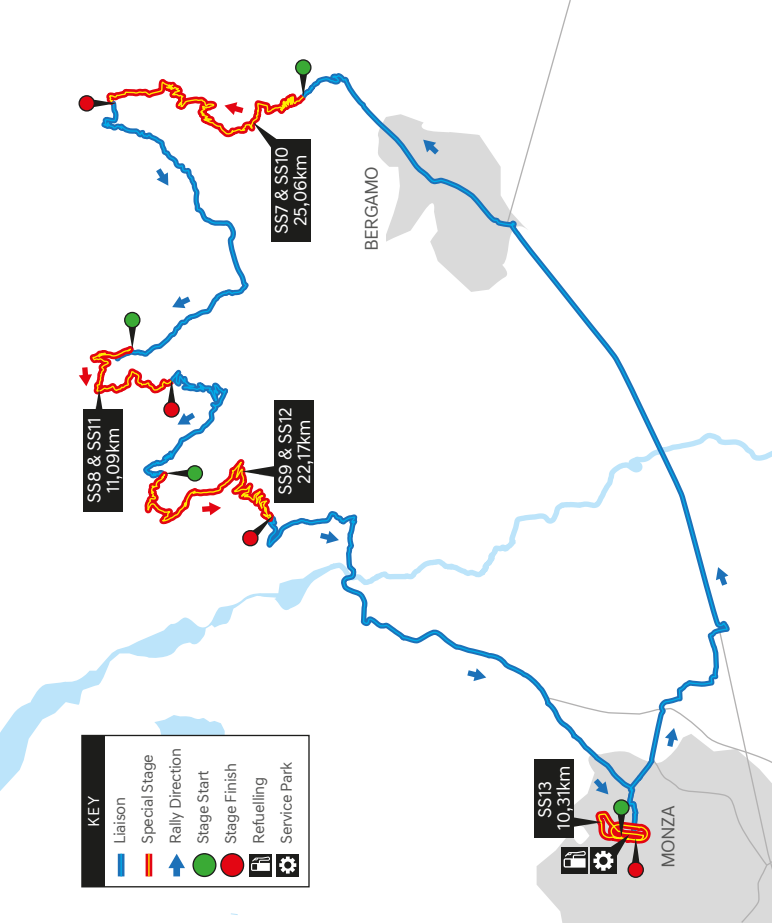 KEY
Liaison
Special Stage
Rally Direction
Stage Start
Stage Finish
Refuelling
Service Park
SS8 & SS11
11,09km
SS9 & SS12
22,17km
SS7 & SS10
25,06km
BERGAMO
SS13
10,31km
MONZA